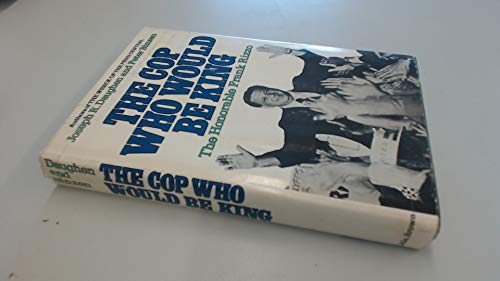 Authors of THE WRECK OF THE PENN CENTRAL
Joseph R. Daughen and Peter Binzen
THE COP
WHO WOULD
BE KING
The Honorable Frank Rizzo
Daughen
and
Binzen
THE COP WHO
WOULD BE KING
Brown